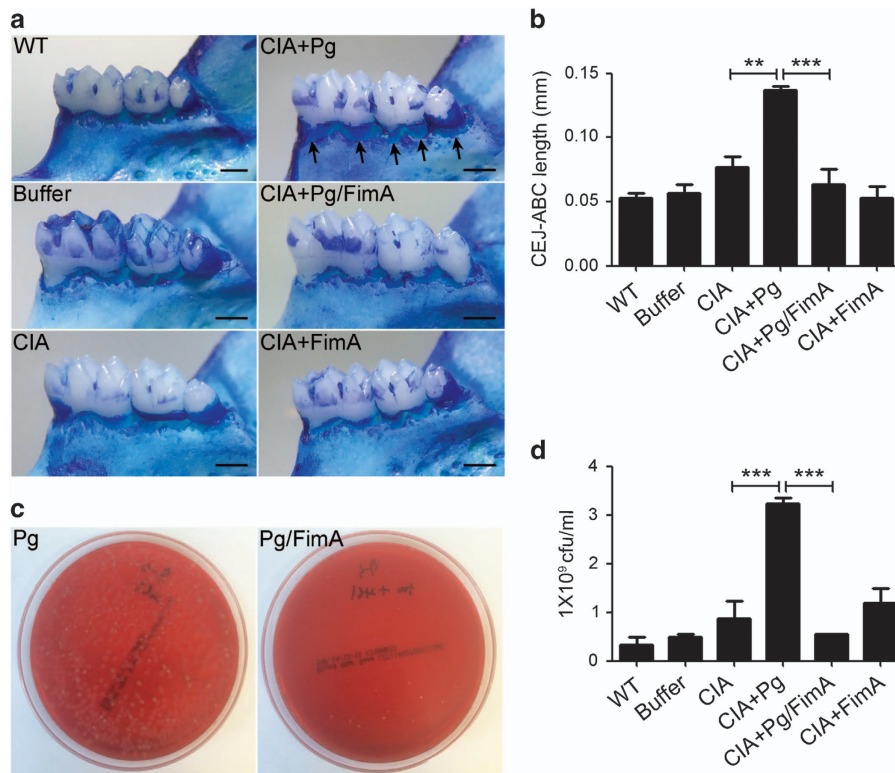 a
WT
CIA+Pg
Buffer
CIA+Pg/FimA
CIA
CIA+FimA
b
CEJ-ABC length (mm)
0.15
0.10
0.05
0.00
**
***
WT
Buffer
CIA
CIA+Pg
CIA+Pg/FimA
CIA+FimA
c
Pg
Pg/FimA
d
1X10⁹ cfu/ml
4
3
2
1
0
***
***
WT
Buffer
CIA
CIA+Pg
CIA+Pg/FimA
CIA+FimA